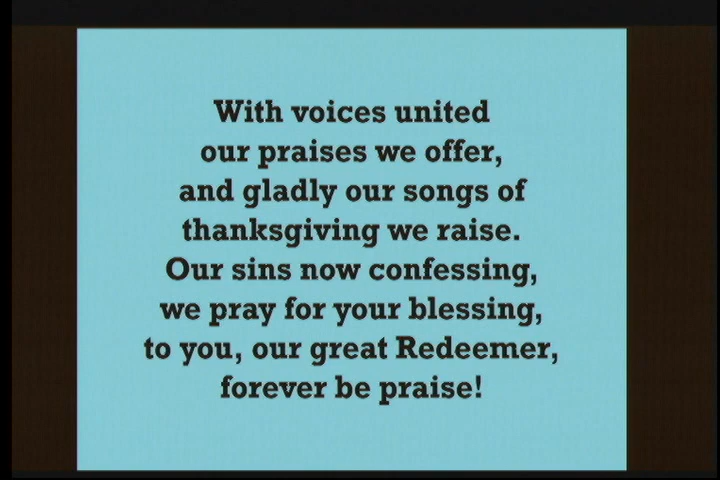 With voices united
our praises we offer,
and gladly our songs of
thanksgiving we raise.
Our sins now confessing,
we pray for your blessing,
to you, our great Redeemer,
forever be praise!